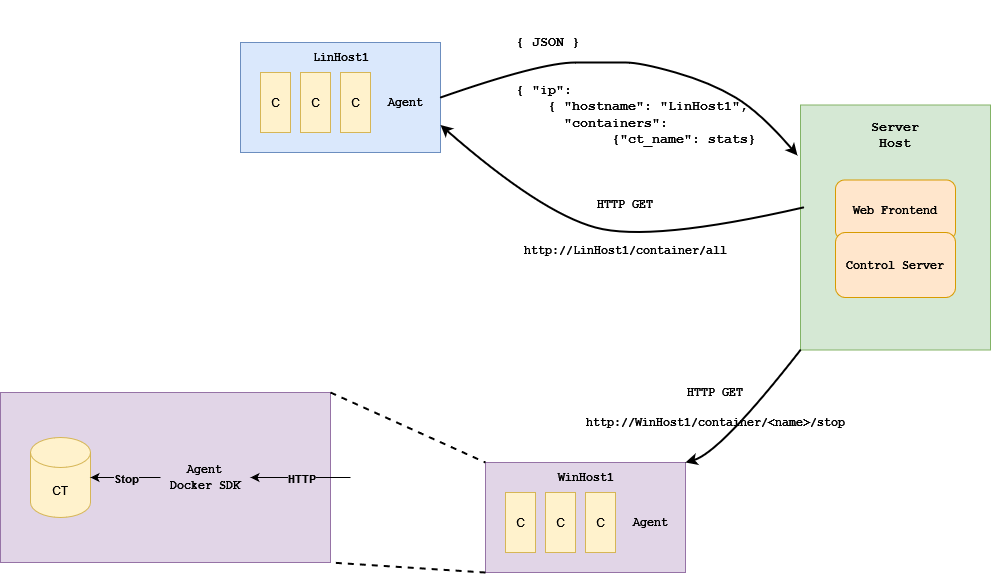 { JSON }
LinHost1
C C C Agent
{ "ip":
{ "hostname": "LinHost1",
"containers":
{"ct_name": stats}
Server
Host
HTTP GET
Web Frontend
http://LinHost1/container/all
Control Server
HTTP GET
http://WinHost1/container/<name>/stop
CT
Stop
Agent
Docker SDK
HTTP
WinHost1
C C C Agent